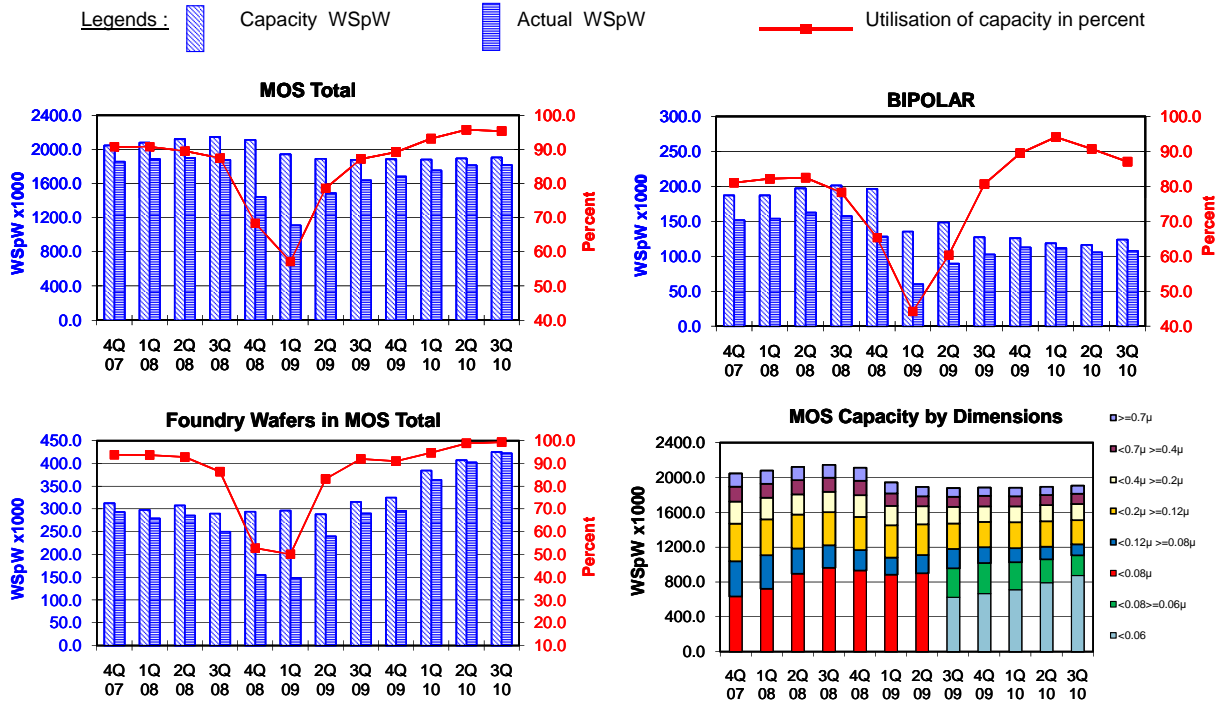 Legends :
Capacity WSpW
Actual WSpW
Utilisation of capacity in percent
MOS Total
WSpW x1000
2400.0
2000.0
1600.0
1200.0
800.0
400.0
0.0
100.0
90.0
80.0
70.0
60.0
50.0
40.0
Percent
4Q 1Q 2Q 3Q 4Q 1Q 2Q 3Q 4Q 1Q 2Q 3Q
07 08 08 08 08 09 09 09 09 10 10 10
BIPOLAR
WSpW x1000
300.0
250.0
200.0
150.0
100.0
50.0
0.0
100.0
90.0
80.0
70.0
60.0
50.0
40.0
Percent
4Q 1Q 2Q 3Q 4Q 1Q 2Q 3Q 4Q 1Q 2Q 3Q
07 08 08 08 08 09 09 09 09 10 10 10
Foundry Wafers in MOS Total
WSpW x1000
450.0
400.0
350.0
300.0
250.0
200.0
150.0
100.0
50.0
0.0
100.0
90.0
80.0
70.0
60.0
50.0
40.0
30.0
20.0
10.0
Percent
4Q 1Q 2Q 3Q 4Q 1Q 2Q 3Q 4Q 1Q 2Q 3Q
07 08 08 08 08 09 09 09 09 10 10 10
MOS Capacity by Dimensions
WSpW x1000
2400.0
2000.0
1600.0
1200.0
800.0
400.0
0.0
4Q 1Q 2Q 3Q 4Q 1Q 2Q 3Q 4Q 1Q 2Q 3Q
07 08 08 08 08 09 09 09 09 10 10 10
>=0.7µ
<0.7µ >=0.4µ
<0.4µ >=0.2µ
<0.2µ >=0.12µ
<0.12µ >=0.08µ
<0.08µ
<0.08>=0.06µ
<0.06